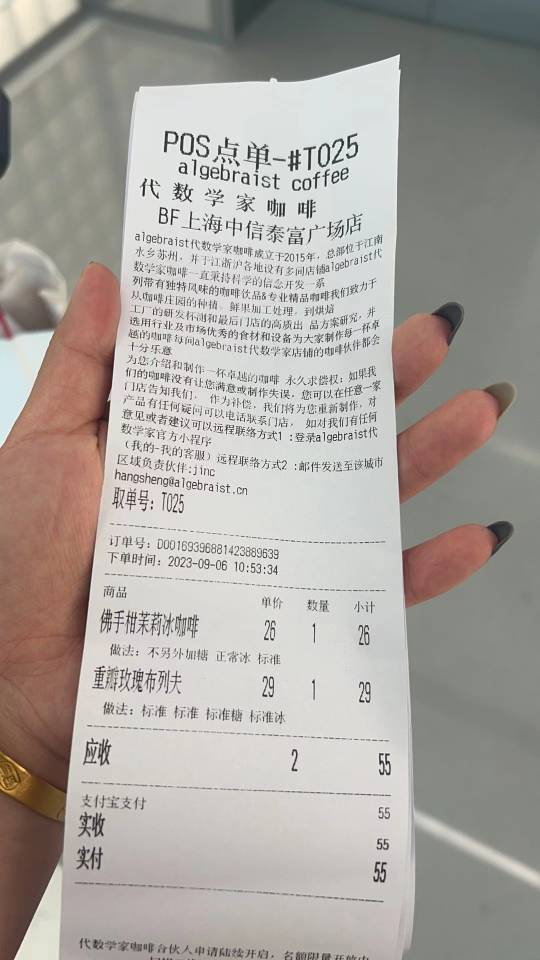 POS点单-#T025
algebraist coffee
代数学家咖啡
BF上海中信泰富广场店
algebraist代数学家咖啡成立于2015年，总部位于江南
水乡苏州，并于江浙沪各地设有多间店铺algebraist代
数学家咖啡一直秉持科学的信念开发一系
列带有独特风味的咖啡饮品&专业精品咖啡我们致力于
从咖啡庄园的种植、鲜果加工处理，到烘焙
工厂的研发杯测和最后门店的高质出 品方案研究，并
选用行业及市场优秀的食材和设备为大家制作每一杯卓
越的咖啡每间algebraist代数学家店铺的咖啡伙伴都会
十分乐意
为您介绍和制作一杯卓越的咖啡 永久求偿权：如果我
们的咖啡没有让您满意或制作失误，您可以在任意一家
门店告知我们， 作为补偿，我们将为您重新制作，对
产品有任何疑问可以电话联系门店， 如对我们有任何
意见或者建议可以远程联络方式1 :登录algebraist代
数学家官方小程序
（我的-我的客服）远程联络方式2 :邮件发送至该城市
区域负责伙伴:jinc
hangsheng@algebraist.cn
取单号: T025
订单号: D00169396881423889639
下单时间: 2023-09-06 10:53:34
商品 单价 数量 小计
佛手柑茉莉冰咖啡 26 1 26
做法: 不另外加糖 正常冰 标准
重瓣玫瑰布列夫 29 1 29
做法: 标准 标准 标准糖 标准冰
应收 2 55
支付宝支付 55
实收 55
实付 55
代数学家咖啡合伙人申请陆续开启，名额限量开放中